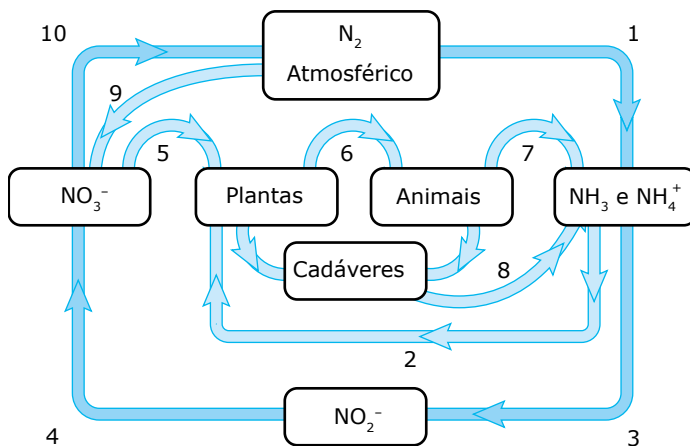 10
N₂
Atmosférico
1
9
5
6
7
NO₃⁻
Plantas
Animais
NH₃ e NH₄⁺
Cadáveres
8
2
4
NO₂⁻
3